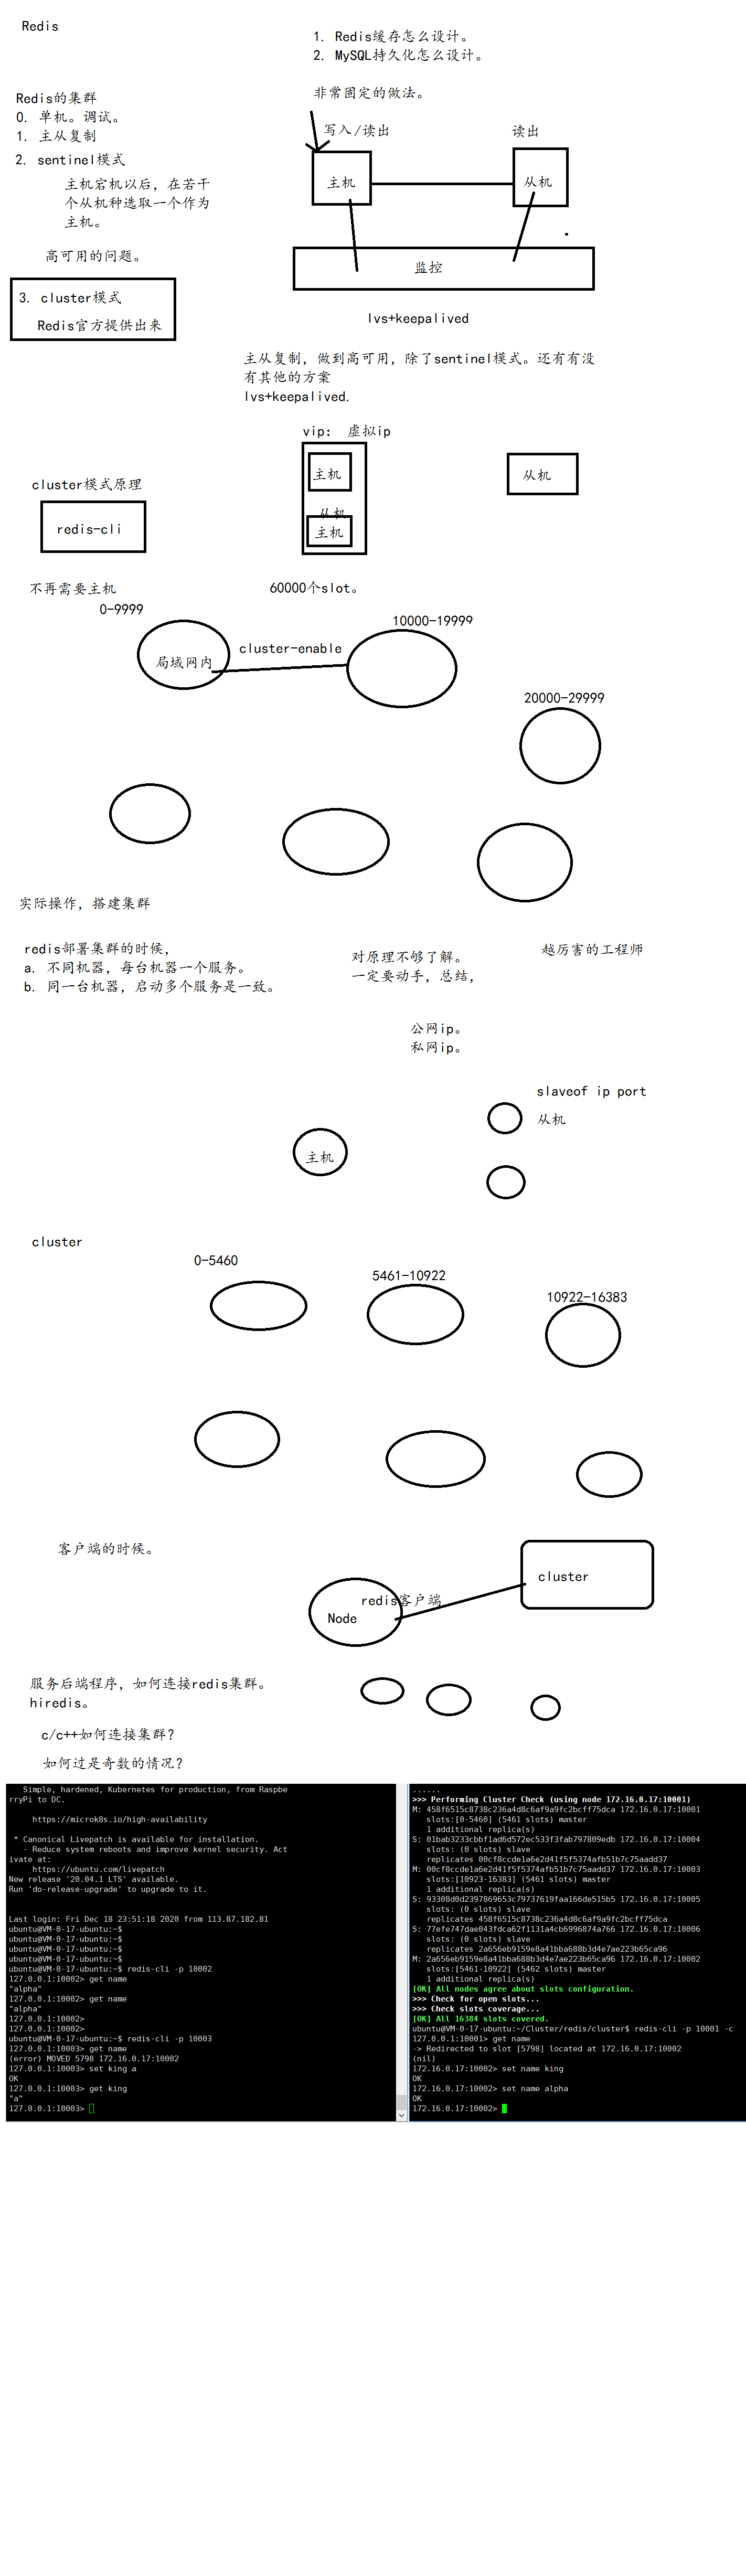 Redis
1. Redis缓存怎么设计。
2. MySQL持久化怎么设计。
非常固定的做法。
Redis的集群
0. 单机。调试。
1. 主从复制
2. sentinel模式
主机宕机以后，在若干
个从机种选取一个作为
主机。
高可用的问题。
3. cluster模式
Redis官方提供出来
写入/读出
读出
主机
从机
监控
lvs+keepalived
主从复制，做到高可用，除了sentinel模式。还有有没
有其他的方案
lvs+keepalived.
vip： 虚拟ip
主机
从机
主机
从机
cluster模式原理
redis-cli
不再需要主机
60000个slot。
0-9999
10000-19999
局域网内
cluster-enable
20000-29999
实际操作，搭建集群
redis部署集群的时候，
a. 不同机器，每台机器一个服务。
b. 同一台机器，启动多个服务是一致。
对原理不够了解。
一定要动手，总结，
越厉害的工程师
公网ip。
私网ip。
slaveof ip port
从机
主机
cluster
0-5460
5461-10922
10922-16383
客户端的时候。
cluster
redis客户端
Node
服务后端程序，如何连接redis集群。
hiredis。
c/c++如何连接集群？
如何过是奇数的情况？
Simple, hardened, Kubernetes for production, from Raspbe
rryPi to DC.
https://microk8s.io/high-availability
* Canonical Livepatch is available for installation.
- Reduce system reboots and improve kernel security. Act
ivate at:
https://ubuntu.com/livepatch
New release '20.04.1 LTS' available.
Run 'do-release-upgrade' to upgrade to it.
Last login: Fri Dec 18 23:51:18 2020 from 113.87.182.81
ubuntu@VM-0-17-ubuntu:~$
ubuntu@VM-0-17-ubuntu:~$
ubuntu@VM-0-17-ubuntu:~$
ubuntu@VM-0-17-ubuntu:~$
ubuntu@VM-0-17-ubuntu:~$ redis-cli -p 10002
127.0.0.1:10002> get name
"alpha"
127.0.0.1:10002> get name
"alpha"
127.0.0.1:10002>
127.0.0.1:10002>
ubuntu@VM-0-17-ubuntu:~$ redis-cli -p 10003
127.0.0.1:10003> get name
(error) MOVED 5798 172.16.0.17:10002
127.0.0.1:10003> set king a
OK
127.0.0.1:10003> get king
"a"
127.0.0.1:10003>
......
>>> Performing Cluster Check (using node 172.16.0.17:10001)
M: 458f6515c8738c236a4d8c6af9a9fc2bcff75dca 172.16.0.17:10001
slots:[0-5460] (5461 slots) master
1 additional replica(s)
S: 01bab3233cbbf1ad6d572ec533f3fab797809edb 172.16.0.17:10004
slots: (0 slots) slave
replicates 00cf8ccde1a6e2d41f5f5374afb51b7c75aadd37
M: 00cf8ccde1a6e2d41f5f5374afb51b7c75aadd37 172.16.0.17:10003
slots:[10923-16383] (5461 slots) master
1 additional replica(s)
S: 93308d0d2397869653c79737619faa166de515b5 172.16.0.17:10005
slots: (0 slots) slave
replicates 458f6515c8738c236a4d8c6af9a9fc2bcff75dca
S: 77efe747dae043fdca62f1131a4cb6996874a766 172.16.0.17:10006
slots: (0 slots) slave
replicates 2a656eb9159e8a41bba688b3d4e7ae223b65ca96
M: 2a656eb9159e8a41bba688b3d4e7ae223b65ca96 172.16.0.17:10002
slots:[5461-10922] (5462 slots) master
1 additional replica(s)
[OK] All nodes agree about slots configuration.
>>> Check for open slots...
>>> Check slots coverage...
[OK] All 16384 slots covered.
ubuntu@VM-0-17-ubuntu:~/Cluster/redis/cluster$ redis-cli -p 10001 -c
127.0.0.1:10001> get name
-> Redirected to slot [5798] located at 172.16.0.17:10002
(nil)
172.16.0.17:10002> set name king
OK
172.16.0.17:10002> set name alpha
OK
172.16.0.17:10002>